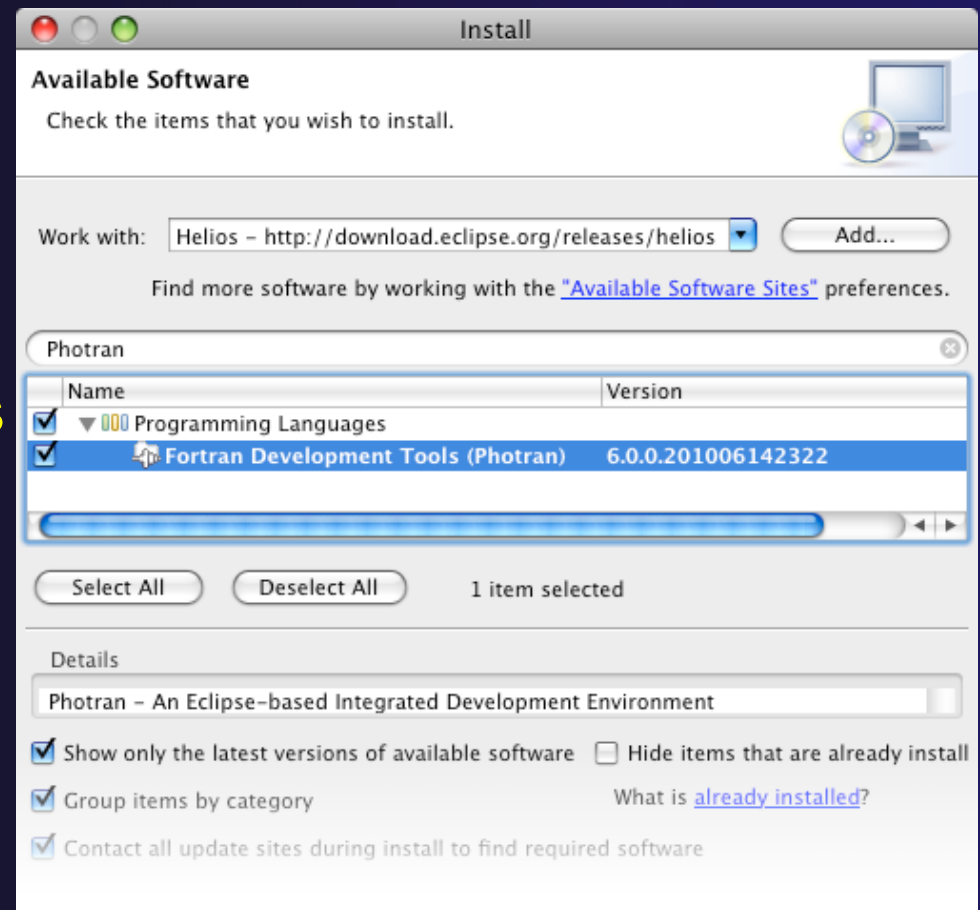 Install
Available Software
Check the items that you wish to install.
Work with: Helios – http://download.eclipse.org/releases/helios Add...
Find more software by working with the "Available Software Sites" preferences.
Photran
Name Version
Programming Languages
Fortran Development Tools (Photran) 6.0.0.201006142322
Select All Deselect All 1 item selected
Details
Photran – An Eclipse-based Integrated Development Environment
Show only the latest versions of available software Hide items that are already install
Group items by category What is already installed?
Contact all update sites during install to find required software